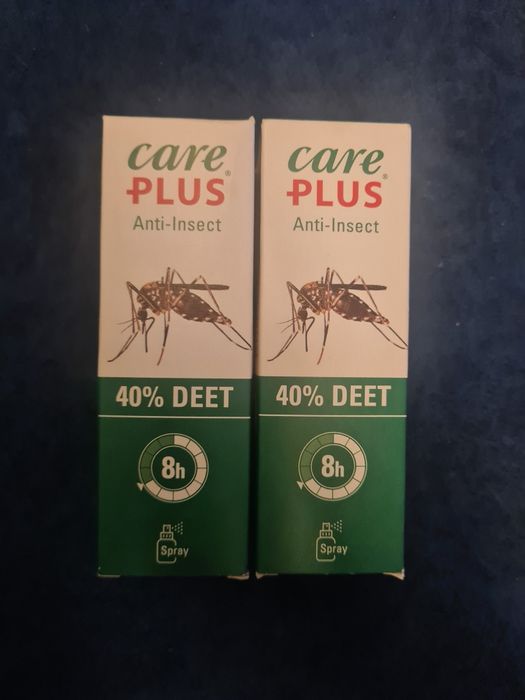 care
PLUS®
Anti-Insect
40% DEET
8h
Spray
care
PLUS®
Anti-Insect
40% DEET
8h
Spray